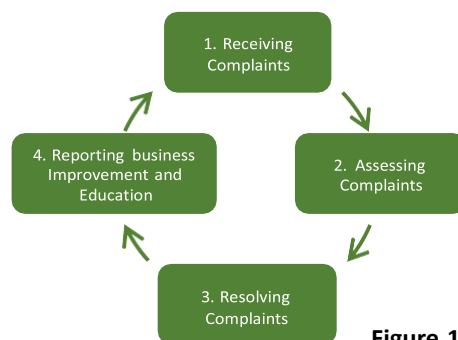 1. Receiving
Complaints
4. Reporting business
Improvement and
Education
2. Assessing
Complaints
3. Resolving
Complaints
Figure 1